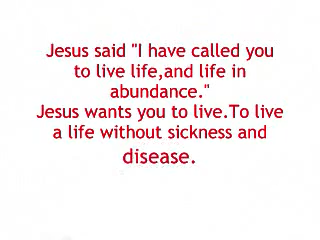 Jesus said "I have called you
to live life,and life in
abundance."
Jesus wants you to live.To live
a life without sickness and
disease.